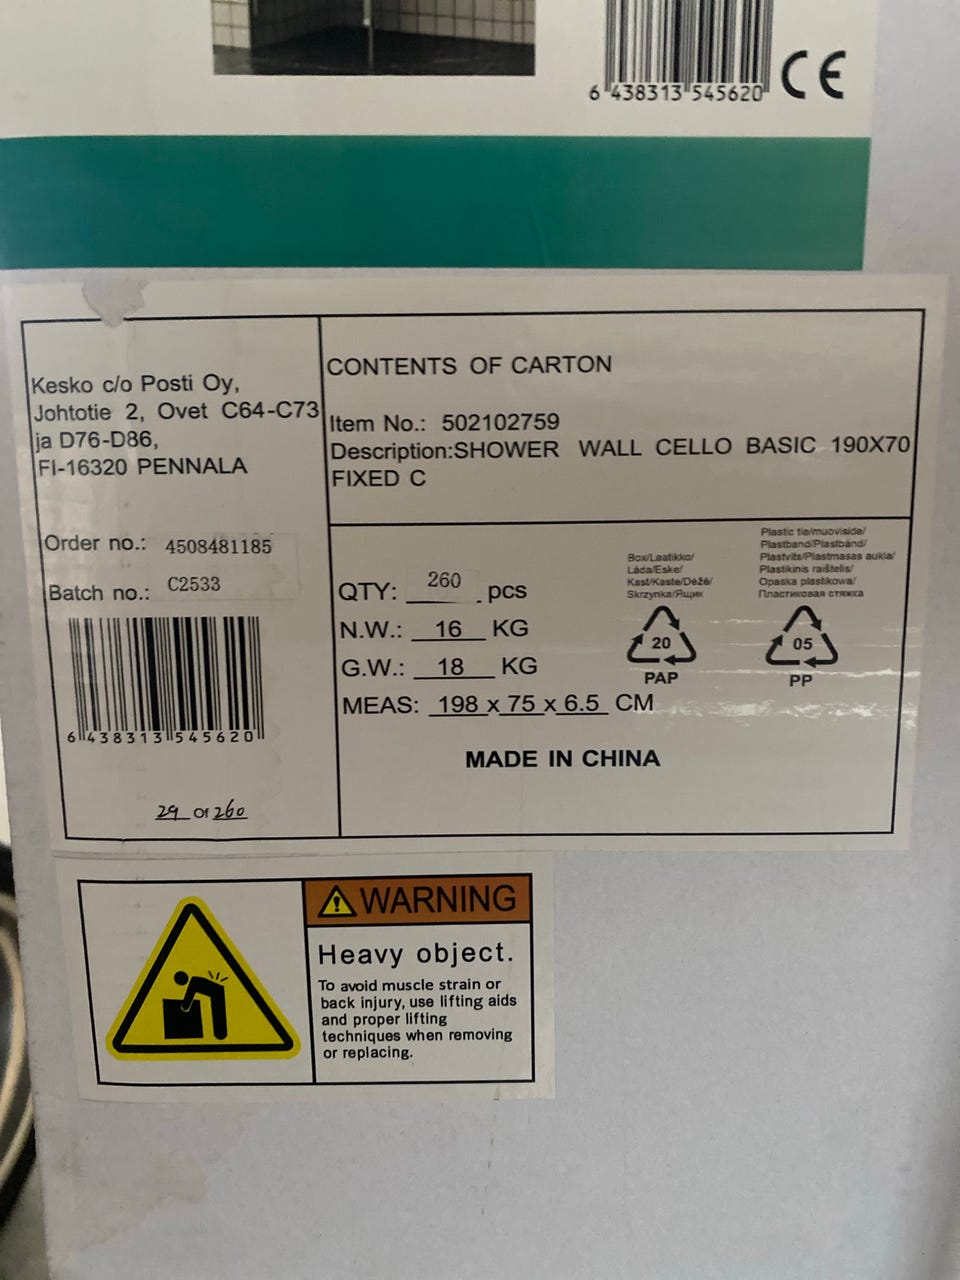 6 438313 545620
CE
Kesko c/o Posti Oy,
Johtotie 2, Ovet C64-C73
ja D76-D86,
FI-16320 PENNALA
Order no.: 4508481185
Batch no.: C2533
6 438313 545620
29 Of 260
CONTENTS OF CARTON
Item No.: 502102759
Description:SHOWER WALL CELLO BASIC 190X70
FIXED C
QTY: 260 pcs
N.W.: 16 KG
G.W.: 18 KG
MEAS: 198 x 75 x 6.5 CM
Box/Laatikko/
Låda/Eske/
Kast/Kaste/Dėžė/
Skrzynka/Ящик
20
PAP
Plastic tie/muoviside/
Plastband/Plastbånd/
Plastvits/Plastmasas aukla/
Plastikinis raištelis/
Opaska plastikowa/
Пластиковая стяжка
05
PP
MADE IN CHINA
WARNING
Heavy object.
To avoid muscle strain or
back injury, use lifting aids
and proper lifting
techniques when removing
or replacing.